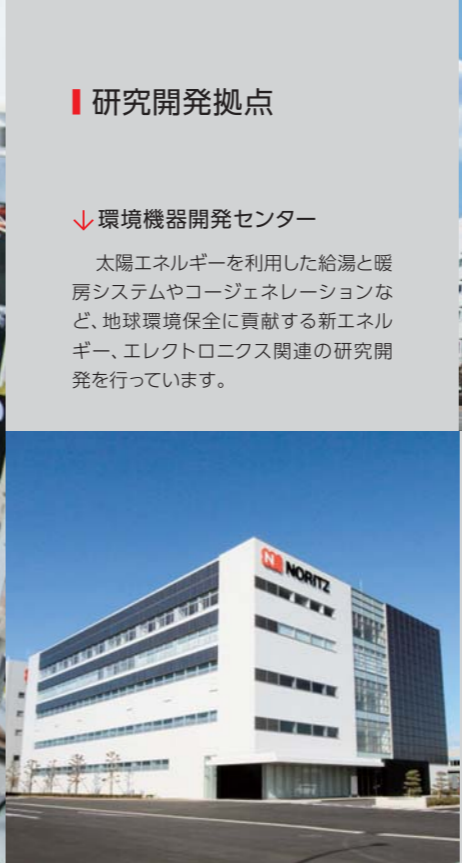 研究開発拠点
↓環境機器開発センター
太陽エネルギーを利用した給湯と暖
房システムやコージェネレーションな
ど、地球環境保全に貢献する新エネル
ギー、エレクトロニクス関連の研究開
発を行っています。
N NORITZ